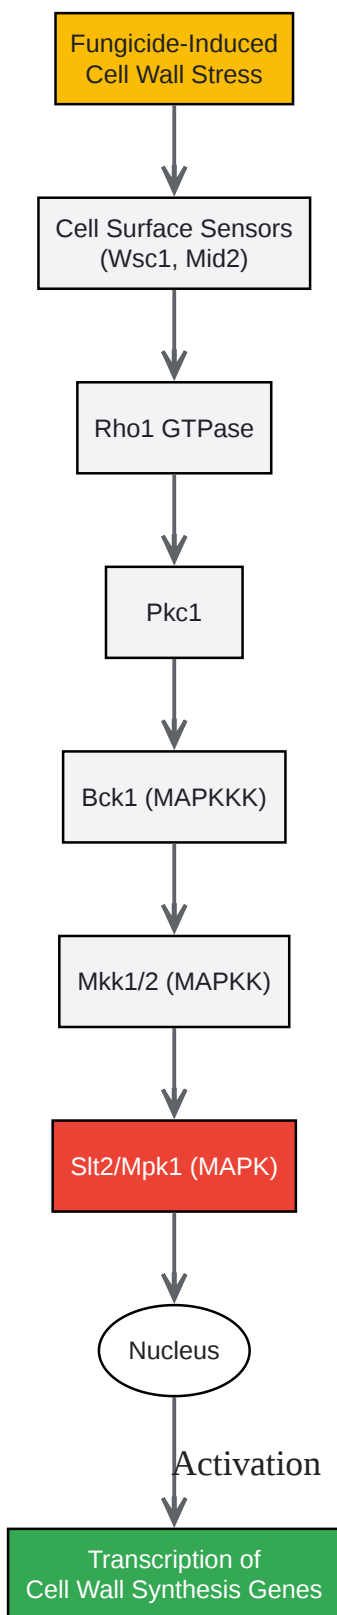 Fungicide-Induced
Cell Wall Stress
Cell Surface Sensors
(Wsc1, Mid2)
Rho1 GTPase
Pkc1
Bck1 (MAPKKK)
Mkk1/2 (MAPKK)
Slt2/Mpk1 (MAPK)
Nucleus
Activation
Transcription of
Cell Wall Synthesis Genes